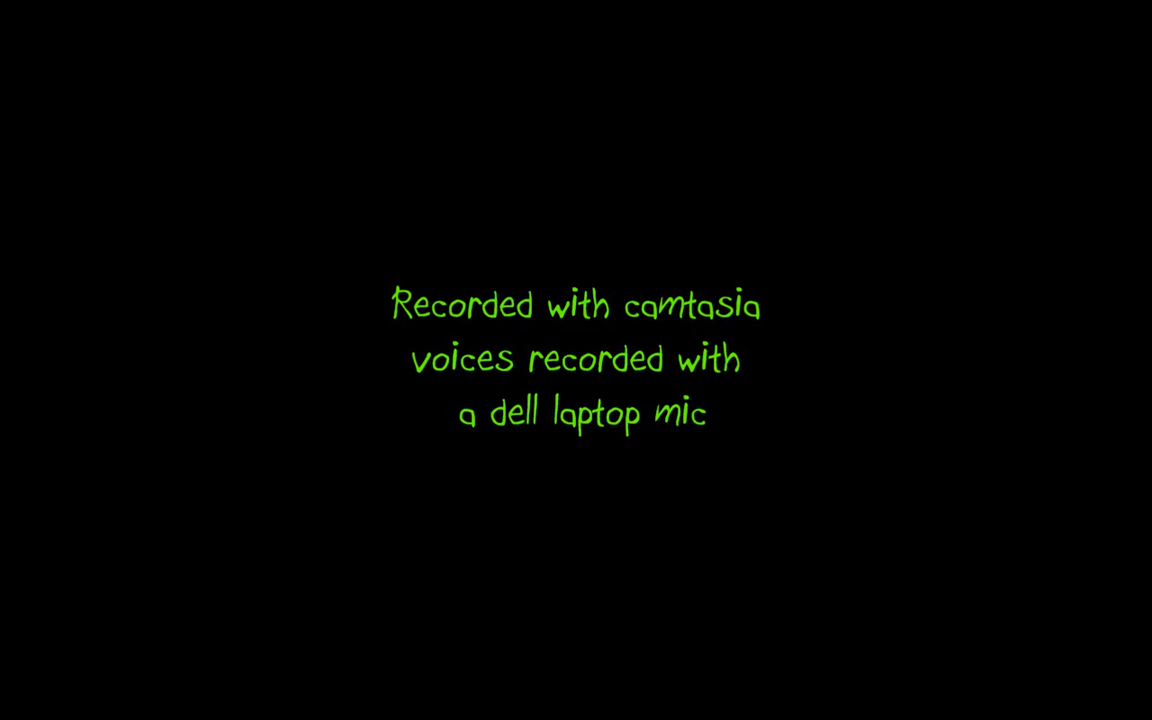 Recorded with camtasia
voices recorded with
a dell laptop mic